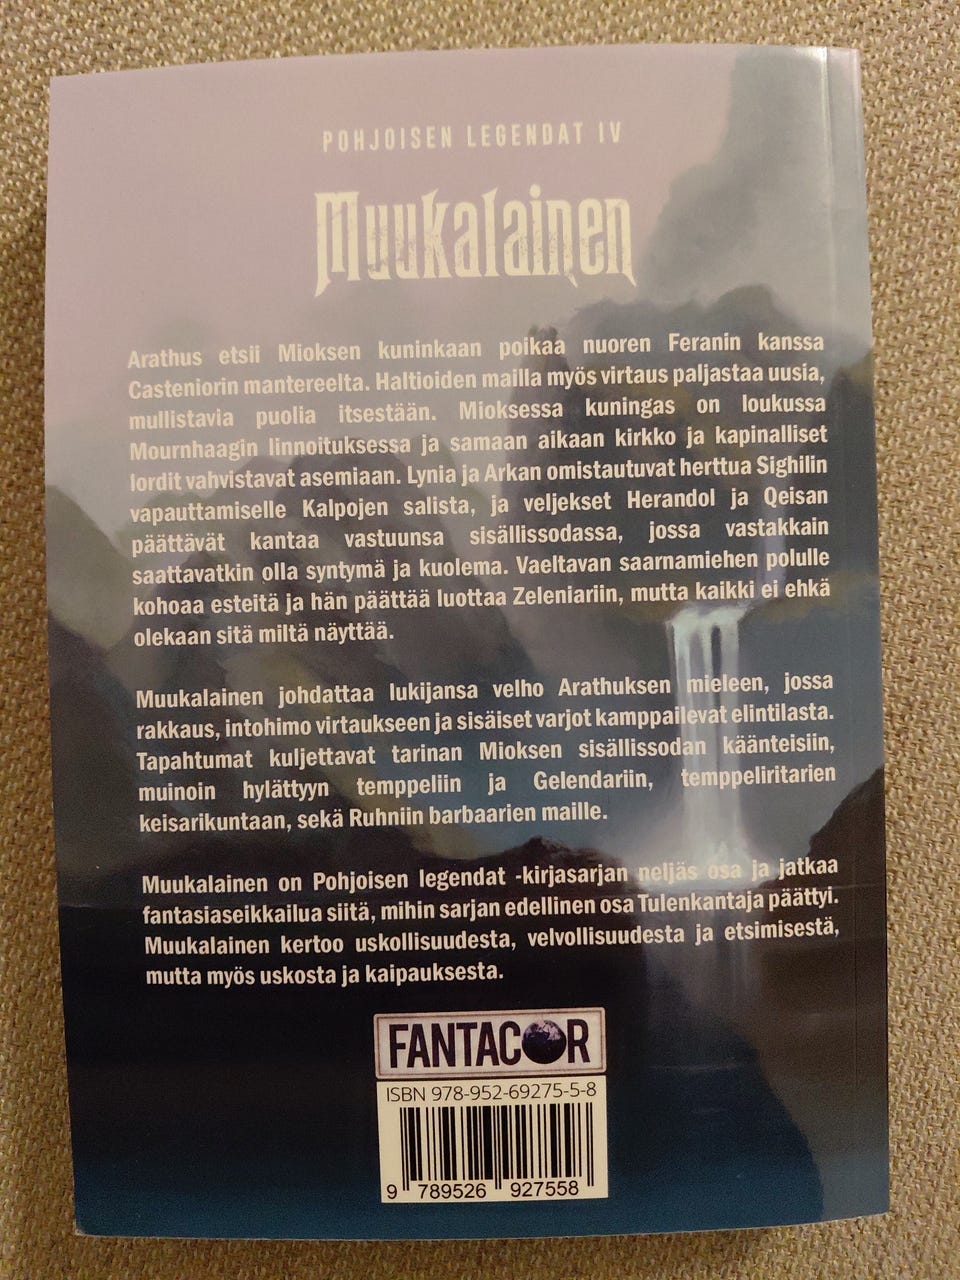 POHJOISEN LEGENDAT IV
Muukalainen
Arathus etsii Mioksen kuninkaan poikaa nuoren Feranin kanssa
Casteniorin mantereelta. Haltioiden mailla myös virtaus paljastaa uusia,
mullistavia puolia itsestään. Mioksessa kuningas on loukussa
Mournhaagin linnoituksessa ja samaan aikaan kirkko ja kapinalliset
lordit vahvistavat asemiaan. Lynia ja Arkan omistautuvat herttua Sighilin
vapauttamiselle Kalpojen salista, ja veljekset Herandol ja Qeisan
päättävät kantaa vastuunsa sisällissodassa, jossa vastakkain
saattavatkin olla syntymä ja kuolema. Vaeltavan saarnamiehen polulle
kohoaa esteitä ja hän päättää luottaa Zeleniariin, mutta kaikki ei ehkä
olekaan sitä miltä näyttää.
Muukalainen johdattaa lukijansa velho Arathuksen mieleen, jossa
rakkaus, intohimo virtaukseen ja sisäiset varjot kamppailevat elintilasta.
Tapahtumat kuljettavat tarinan Mioksen sisällissodan käänteisiin,
muinoin hylättyyn temppeliin ja Gelendariin, temppeliritarien
keisarikuntaan, sekä Ruhniin barbaarien maille.
Muukalainen on Pohjoisen legendat -kirjasarjan neljäs osa ja jatkaa
fantasiaseikkailua siitä, mihin sarjan edellinen osa Tulenkantaja päättyi.
Muukalainen kertoo uskollisuudesta, velvollisuudesta ja etsimisestä,
mutta myös uskosta ja kaipauksesta.
FANTACOR
ISBN 978-952-69275-5-8
9 789526 927558